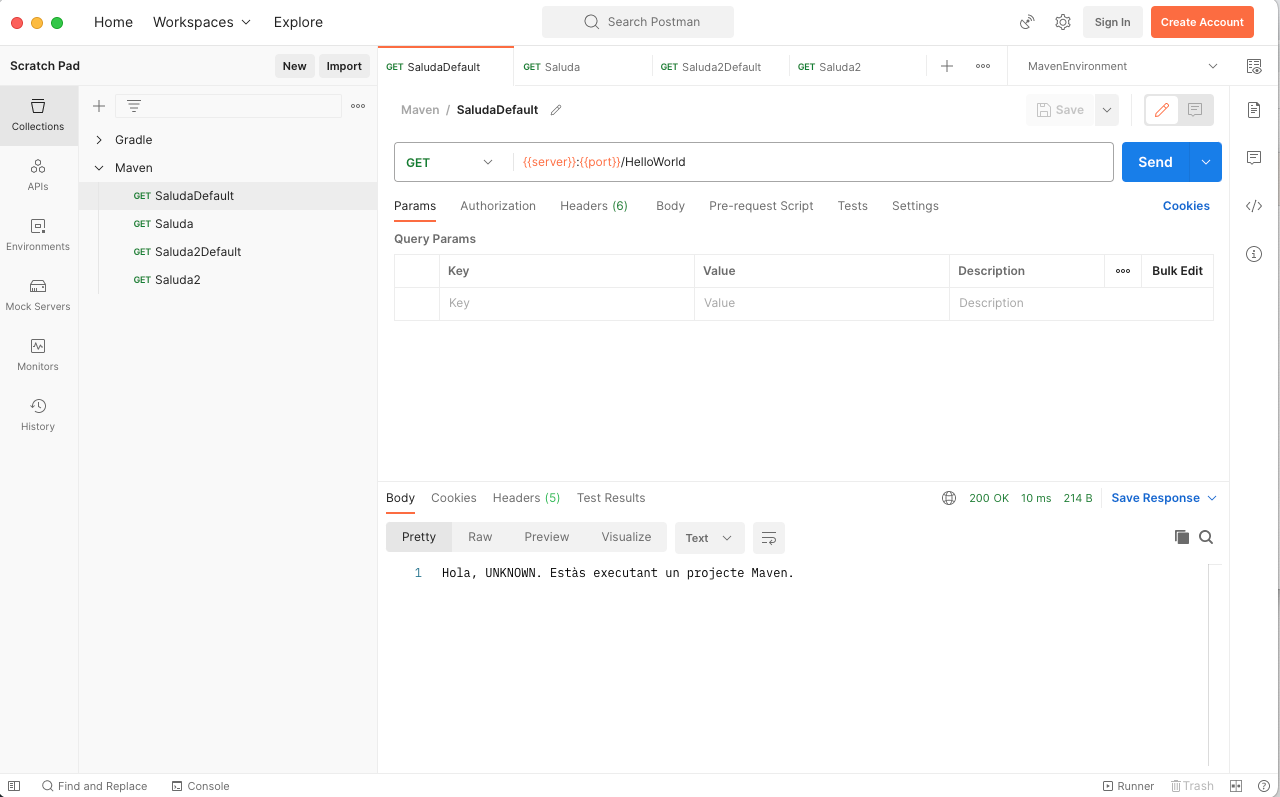 Home Workspaces Explore Search Postman Sign In Create Account
Scratch Pad New Import
GET SaludaDefault GET Saluda GET Saluda2Default GET Saluda2 MavenEnvironment
Collections
APIs
Environments
Mock Servers
Monitors
History
Gradle
Maven
GET SaludaDefault
GET Saluda
GET Saluda2Default
GET Saluda2
Maven / SaludaDefault Save
GET {{server}}:{{port}}/HelloWorld Send
Params Authorization Headers (6) Body Pre-request Script Tests Settings Cookies
Query Params
Key Value Description Bulk Edit
Key Value Description
Body Cookies Headers (5) Test Results 200 OK 10 ms 214 B Save Response
Pretty Raw Preview Visualize Text
1 Hola, UNKNOWN. Estàs executant un projecte Maven.
Find and Replace Console Runner Trash